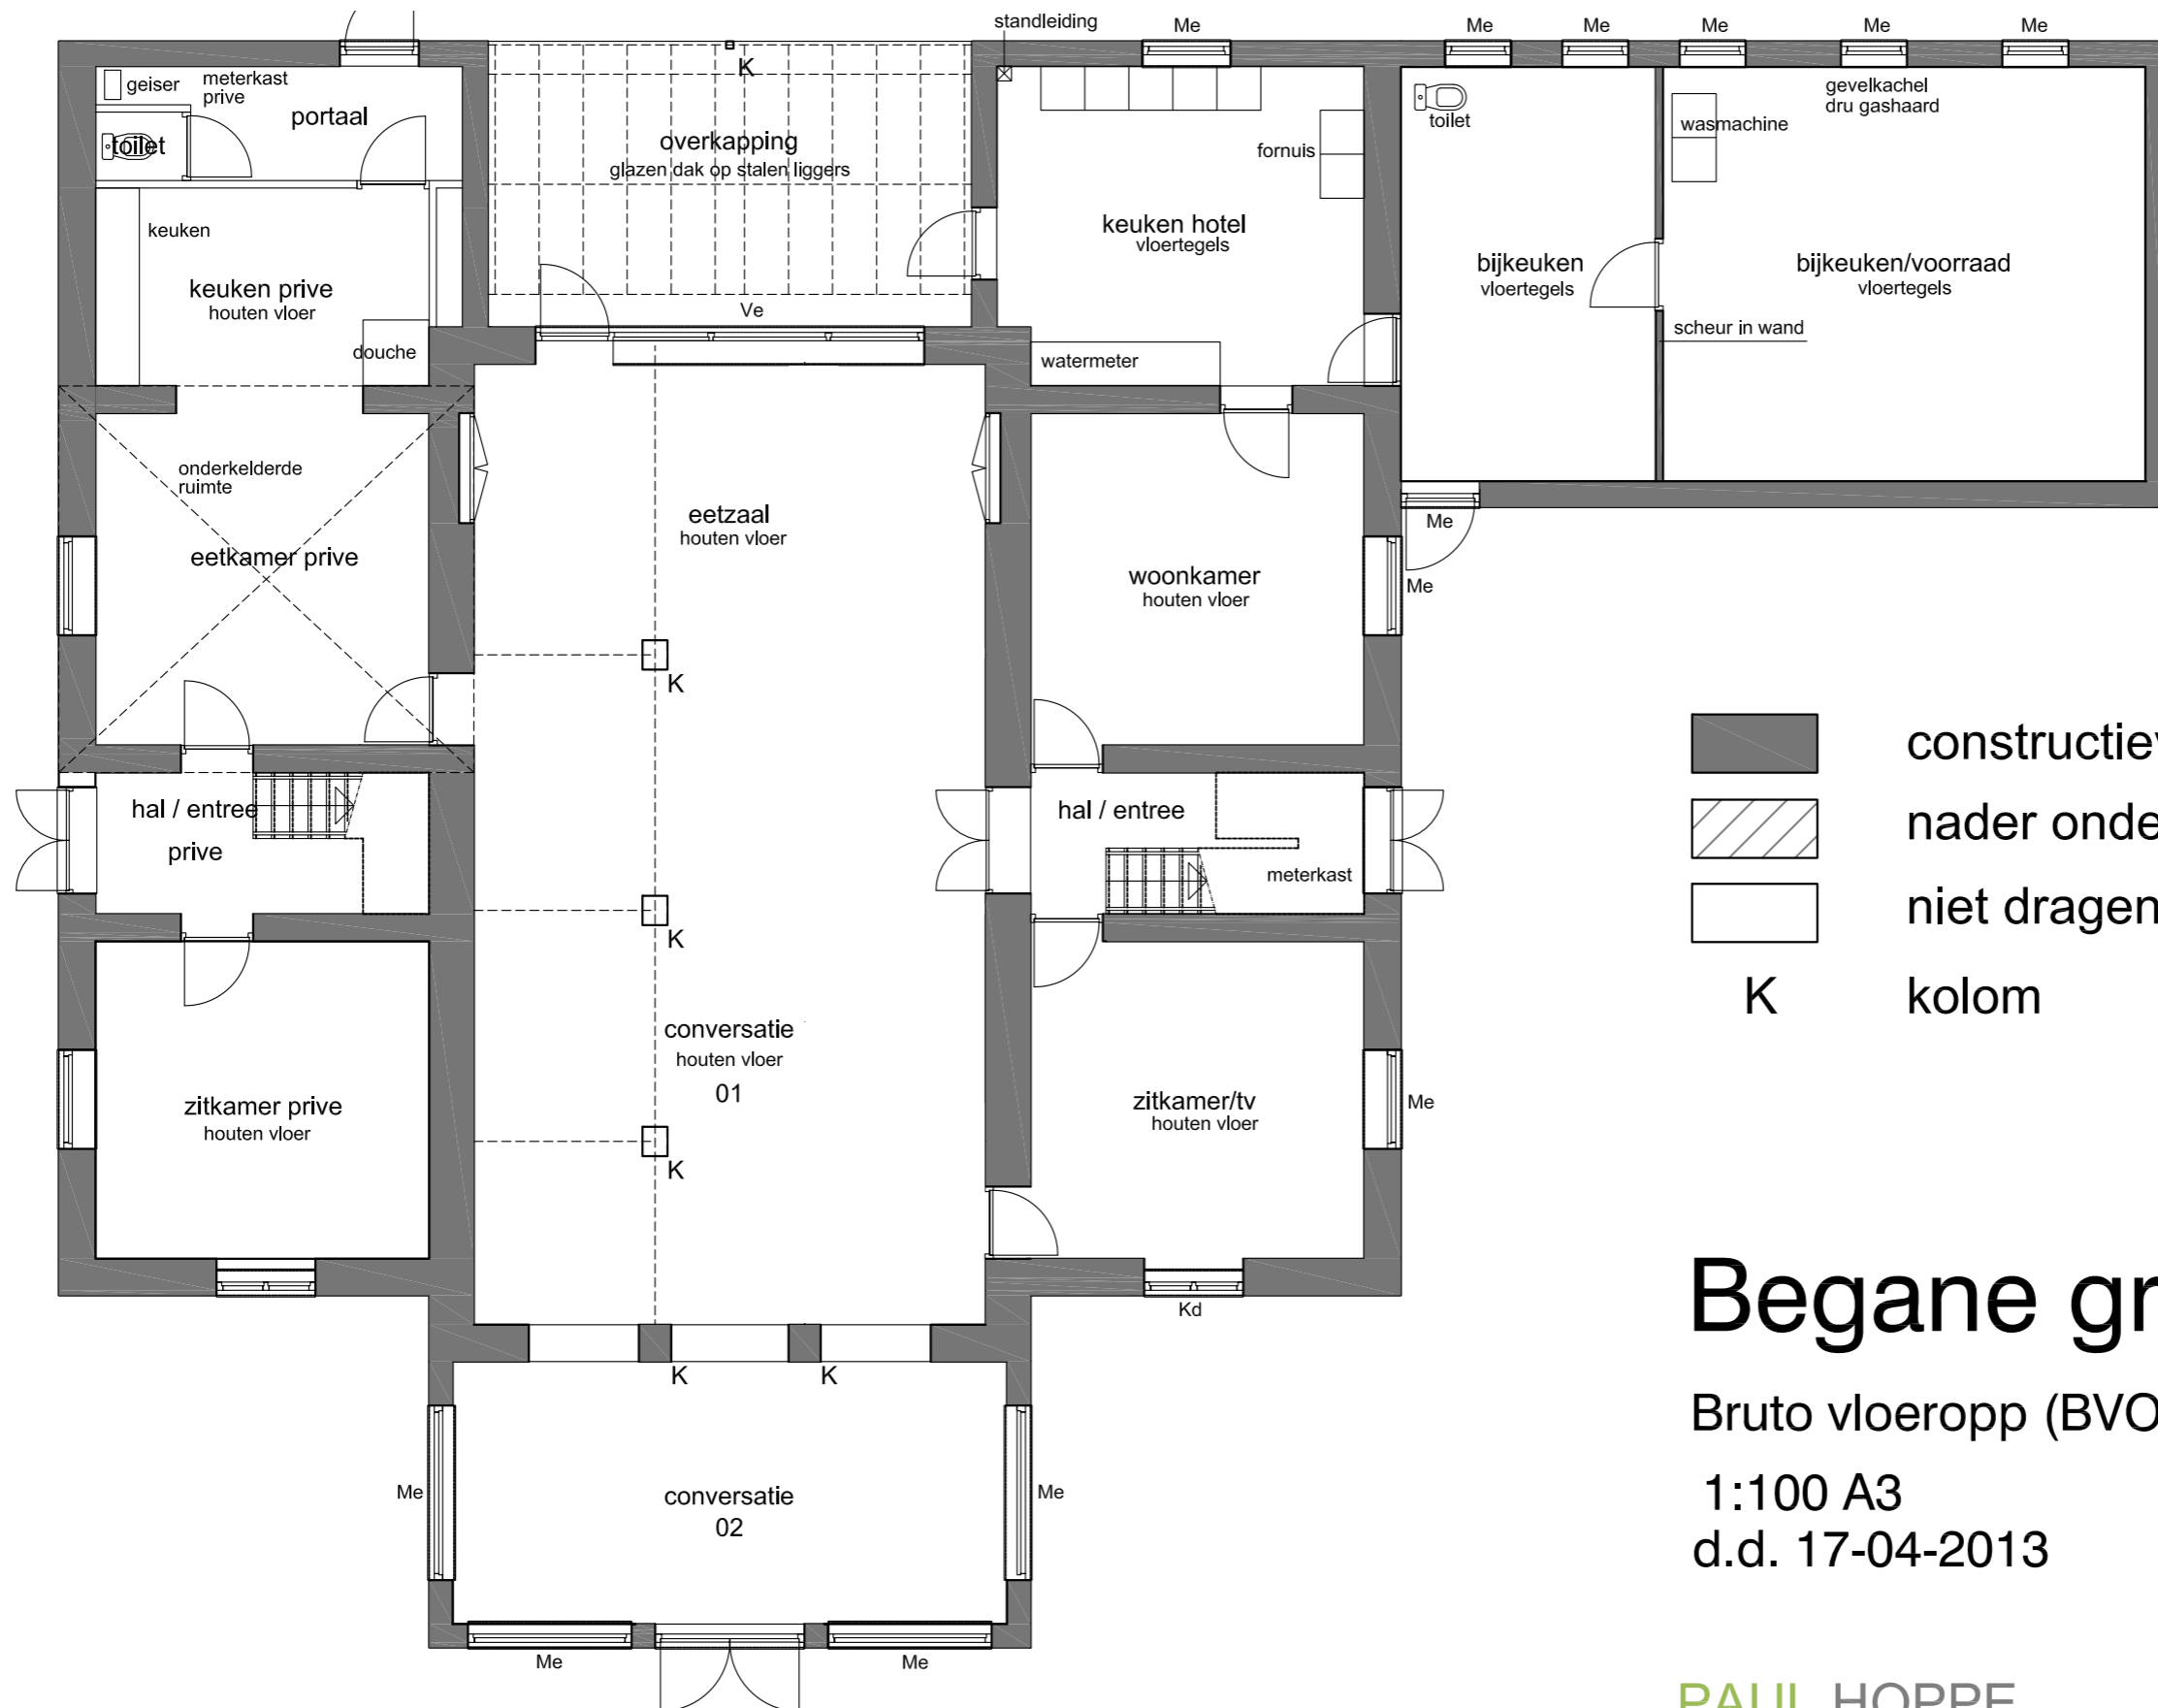 standleiding
Me
Me
Me
Me
Me
Me
K
geiser
meterkast
prive
portaal
toilet
overkapping
glazen dak op stalen liggers
fornuis
toilet
wasmachine
gevelkachel
dru gashaard
keuken
keuken prive
houten vloer
keuken hotel
vloertegels
bijkeuken
vloertegels
bijkeuken/voorraad
vloertegels
Ve
scheur in wand
douche
watermeter
onderkelderde
ruimte
eetkamer prive
eetzaal
houten vloer
woonkamer
houten vloer
Me
Me
K
hal / entree
prive
hal / entree
meterkast
K
conversatie
houten vloer
01
zitkamer prive
houten vloer
zitkamer/tv
houten vloer
Me
K
Kd
K
K
Me
conversatie
02
Me
Me
Me
constructiev
nader onde
niet dragen
K kolom
Begane gr
Bruto vloeropp (BVO
1:100 A3
d.d. 17-04-2013
PAUL HOPPE